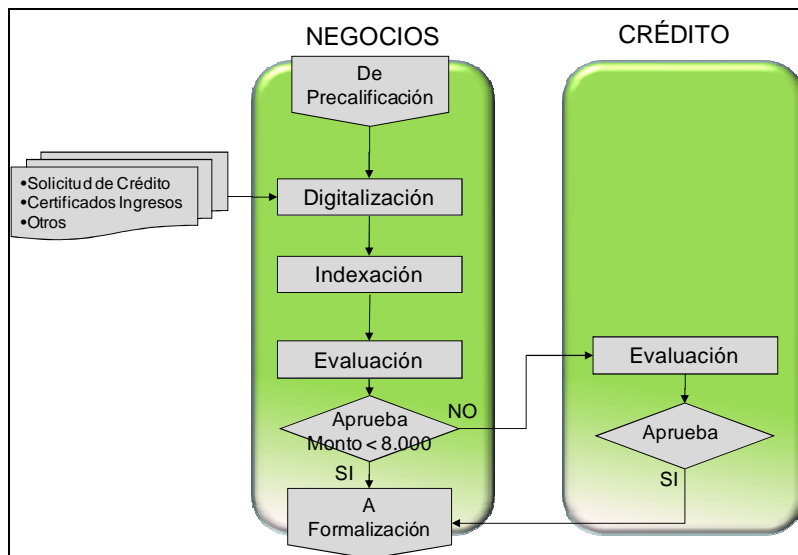 NEGOCIOS
CRÉDITO
De
Precalificación
•Solicitud de Crédito
•Certificados Ingresos
•Otros
Digitalización
Indexación
Evaluación
Evaluación
Aprueba
Monto < 8.000
NO
Aprueba
SI
SI
A
Formalización